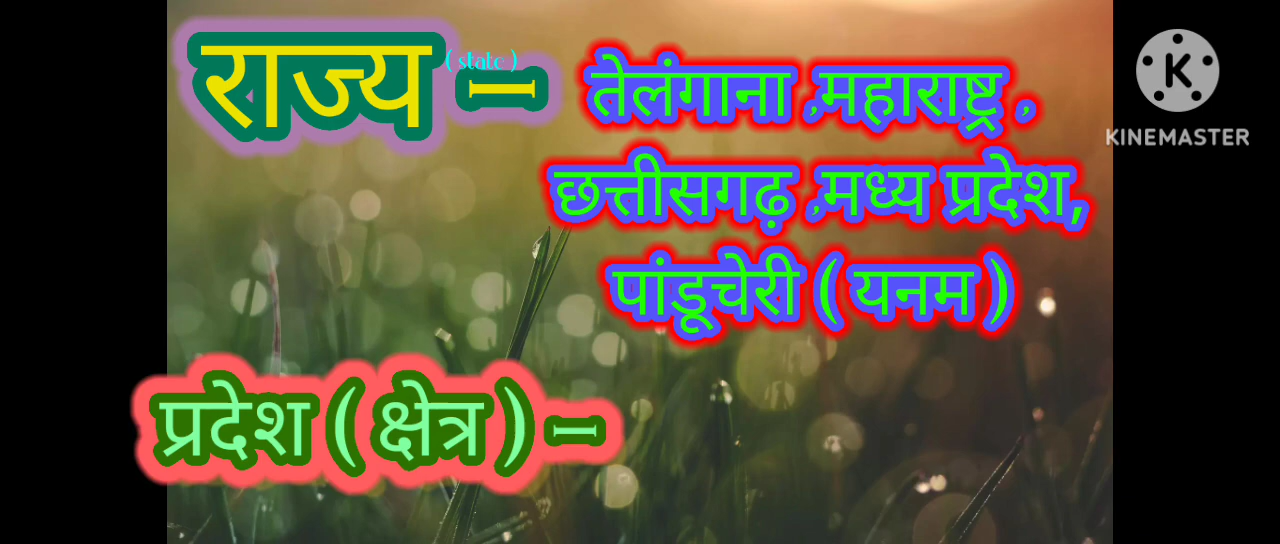 राज्य ( state ) – तेलंगाना ,महाराष्ट्र ,
छत्तीसगढ़ ,मध्य प्रदेश,
पांडूचेरी ( यनम )
प्रदेश ( क्षेत्र ) –
K
KINEMASTER